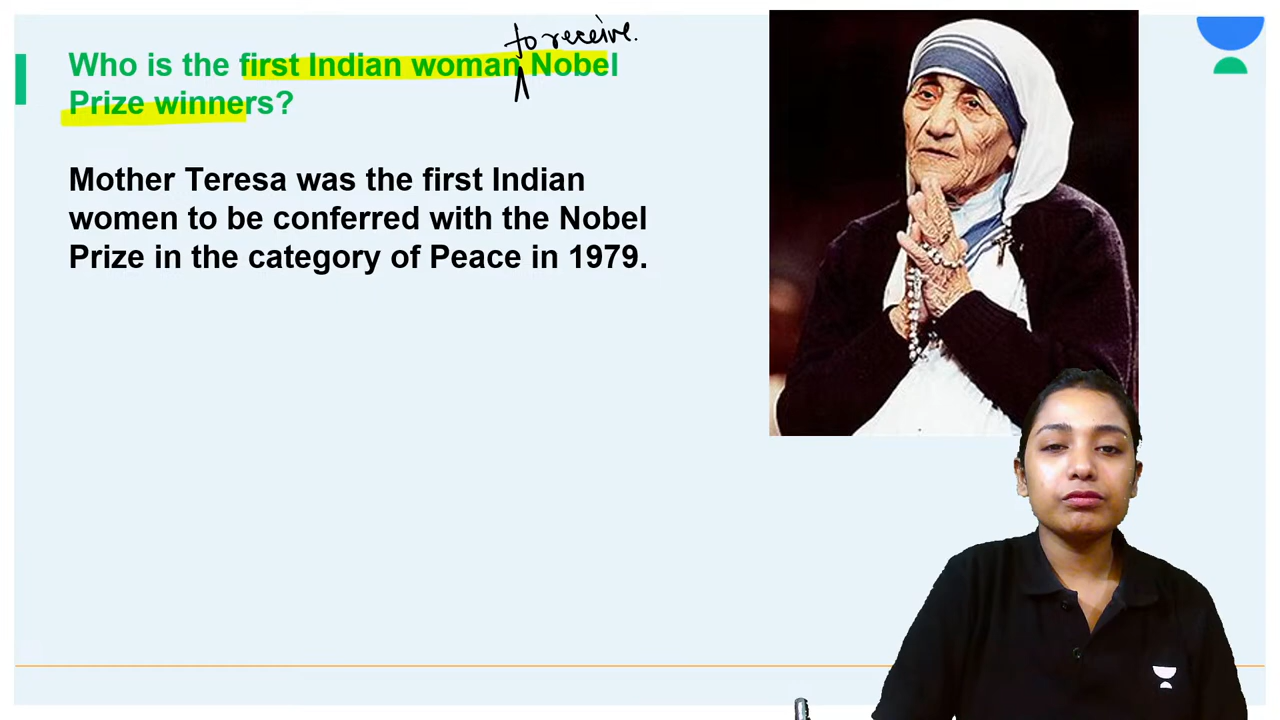 to receive.
Who is the first Indian woman Nobel
Prize winners?
Mother Teresa was the first Indian
women to be conferred with the Nobel
Prize in the category of Peace in 1979.